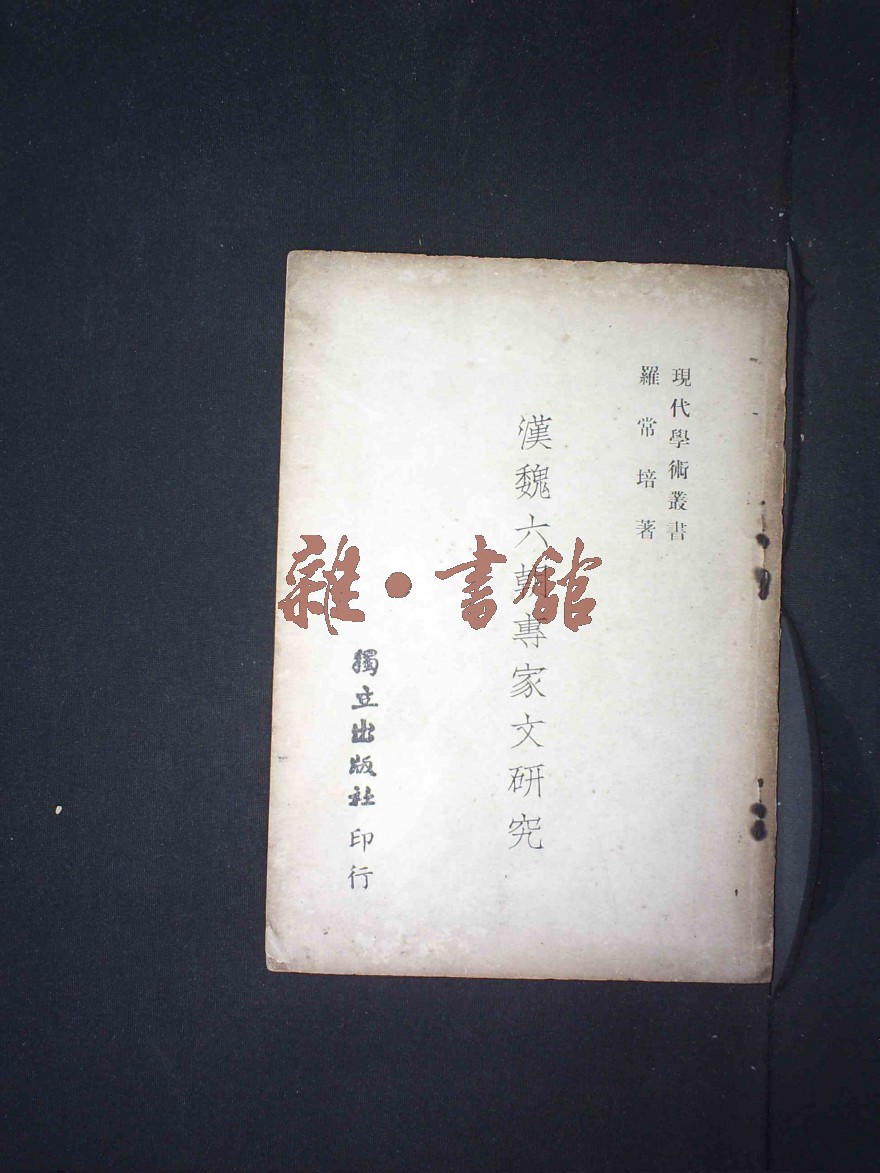 現代學術叢書
羅常培著
漢魏六朝專家文研究
獨立出版社印行
雜·書館